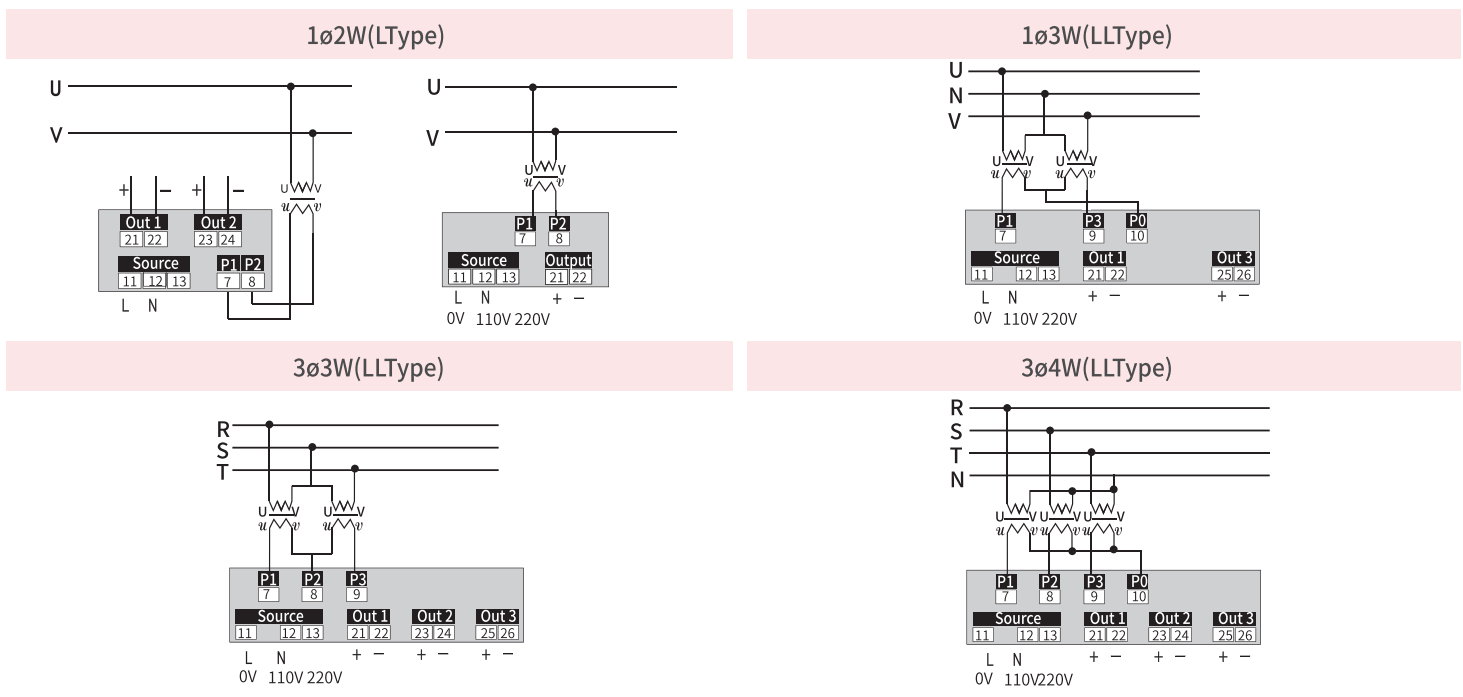 1ø2W(LType)
U
V
+ − + −
U V
u v
Out 1 Out 2
21 22 23 24
Source P1 P2
11 12 13 7 8
L N
U
V
U V
u v
P1 P2
7 8
Source Output
11 12 13 21 22
L N + −
0V 110V 220V
1ø3W(LLType)
U
N
V
U V U V
u v u v
P1 P3 P0
7 9 10
Source Out 1 Out 3
11 12 13 21 22 25 26
L N + − + −
0V 110V 220V
3ø3W(LLType)
R
S
T
U V U V
u v u v
P1 P2 P3
7 8 9
Source Out 1 Out 2 Out 3
11 12 13 21 22 23 24 25 26
L N + − + − + −
0V 110V 220V
3ø4W(LLType)
R
S
T
N
U V U V U V
u v u v u v
P1 P2 P3 P0
7 8 9 10
Source Out 1 Out 2 Out 3
11 12 13 21 22 23 24 25 26
L N + − + − + −
0V 110V 220V